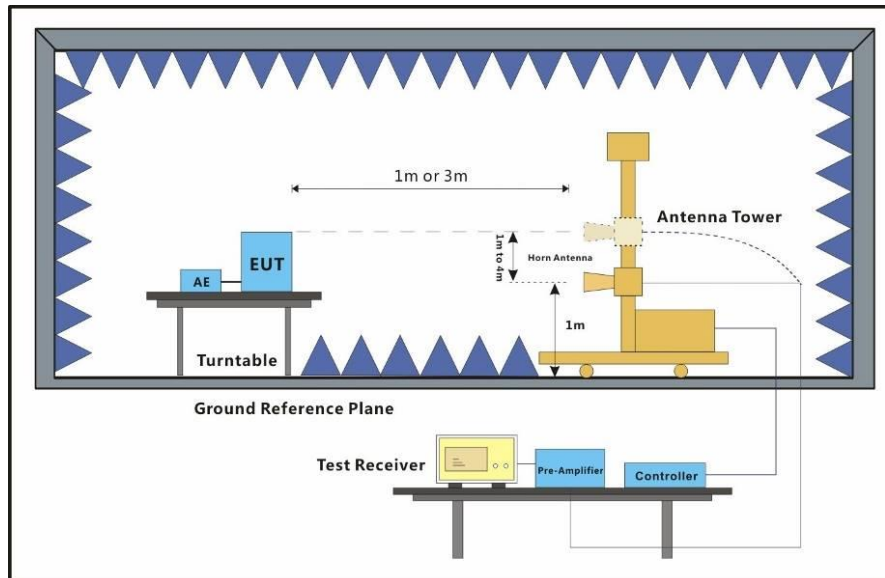 1m or 3m
Antenna Tower
1m to 4m
Horn Antenna
EUT
AE
1m
Turntable
Ground Reference Plane
Test Receiver
Pre-Amplifier
Controller